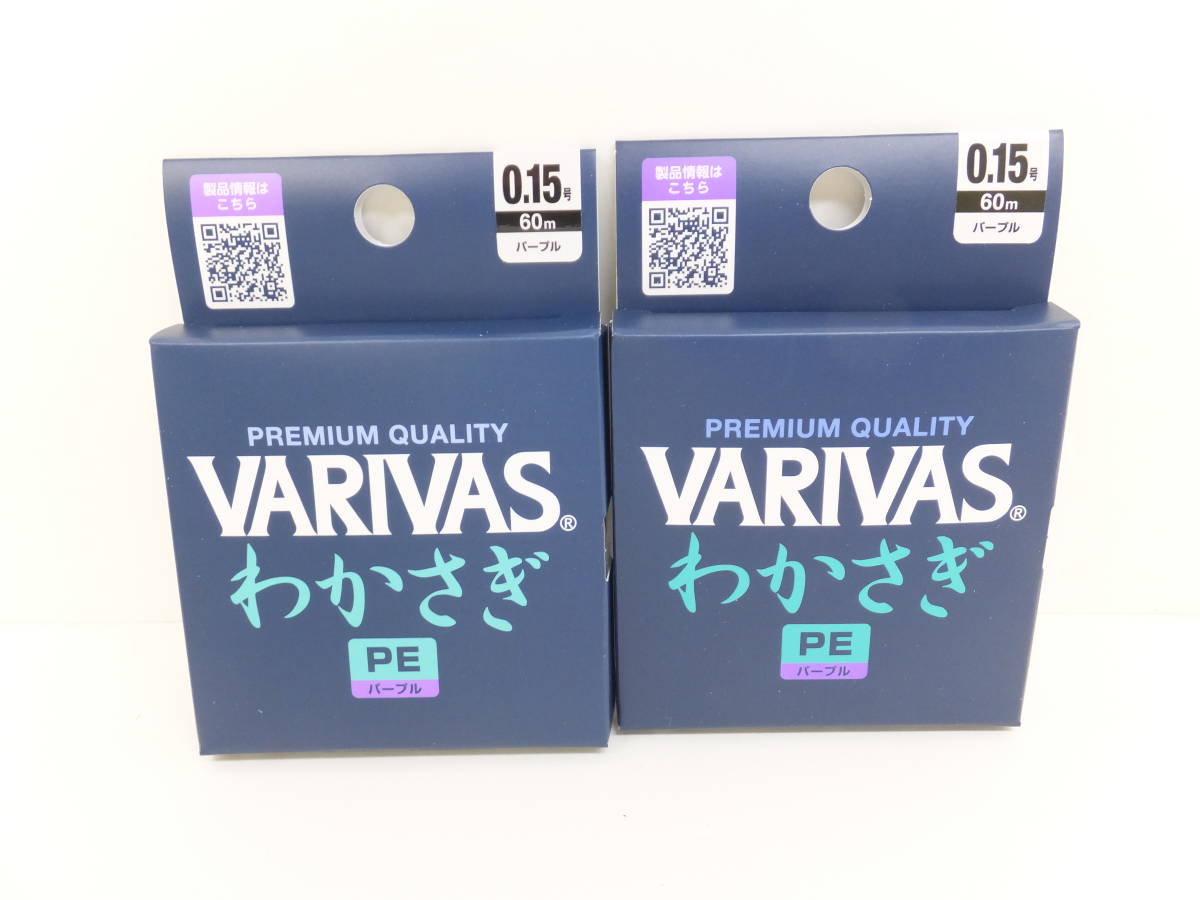 製品情報は
こちら
0.15号
60m
パープル
PREMIUM QUALITY
VARIVAS®
わかさぎ
PE
パープル
製品情報は
こちら
0.15号
60m
パープル
PREMIUM QUALITY
VARIVAS®
わかさぎ
PE
パープル